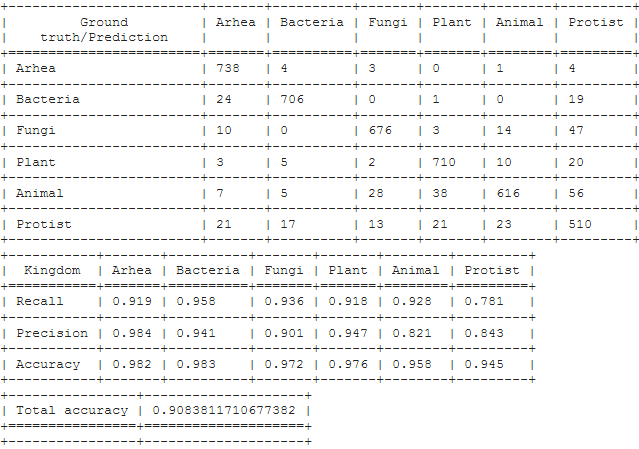 Ground truth/Prediction | Arhea | Bacteria | Fungi | Plant | Animal | Protist
Arhea | 738 | 4 | 3 | 0 | 1 | 4
Bacteria | 24 | 706 | 0 | 1 | 0 | 19
Fungi | 10 | 0 | 676 | 3 | 14 | 47
Plant | 3 | 5 | 2 | 710 | 10 | 20
Animal | 7 | 5 | 28 | 38 | 616 | 56
Protist | 21 | 17 | 13 | 21 | 23 | 510
Kingdom | Arhea | Bacteria | Fungi | Plant | Animal | Protist
Recall | 0.919 | 0.958 | 0.936 | 0.918 | 0.928 | 0.781
Precision | 0.984 | 0.941 | 0.901 | 0.947 | 0.821 | 0.843
Accuracy | 0.982 | 0.983 | 0.972 | 0.976 | 0.958 | 0.945
Total accuracy | 0.9083811710677382